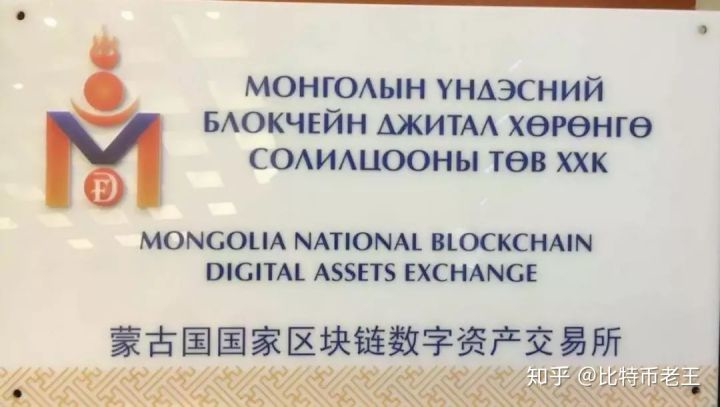 МОНГОЛЫН ҮНДЭСНИЙ
БЛОКЧЕЙН ДЖИТАЛ ХӨРӨНГӨ
СОЛИЛЦООНЫ ТӨВ ХХК
MONGOLIA NATIONAL BLOCKCHAIN
DIGITAL ASSETS EXCHANGE
蒙古国国家区块链数字资产交易所
知乎 @比特币老王